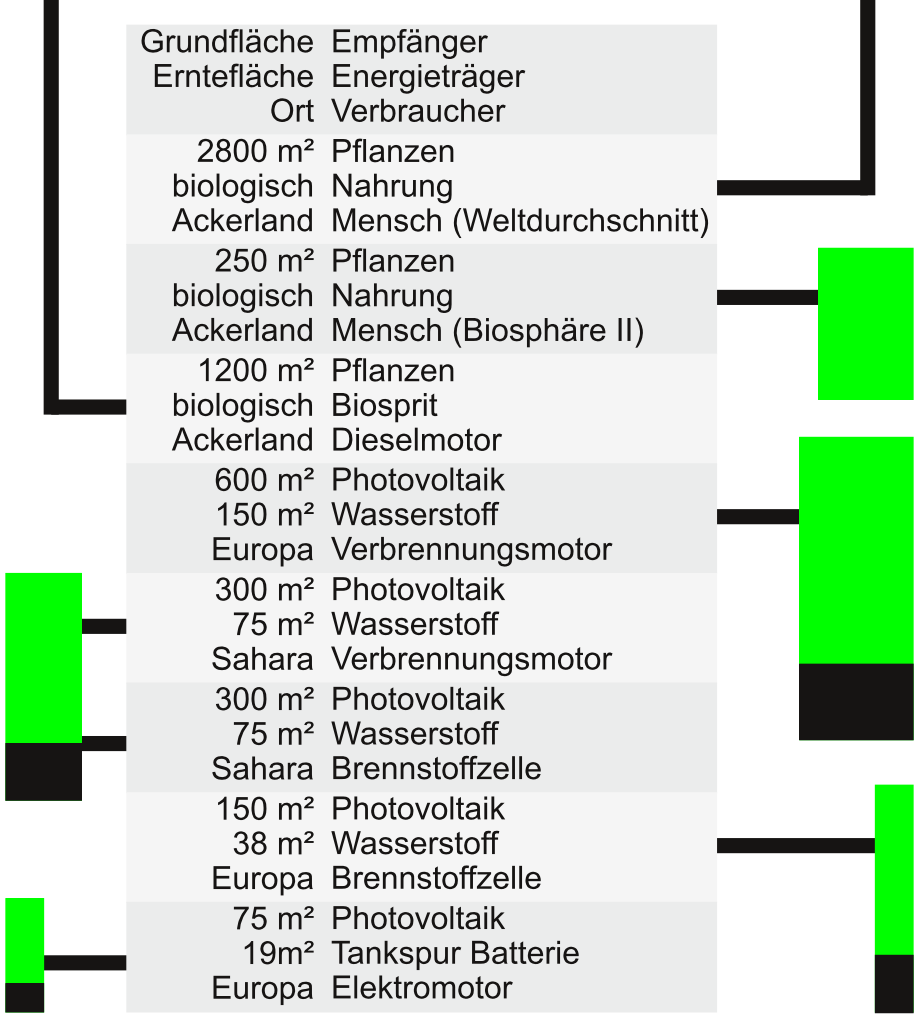 Grundfläche Empfänger
Erntefläche Energieträger
Ort Verbraucher
2800 m² Pflanzen
biologisch Nahrung
Ackerland Mensch (Weltdurchschnitt)
250 m² Pflanzen
biologisch Nahrung
Ackerland Mensch (Biosphäre II)
1200 m² Pflanzen
biologisch Biosprit
Ackerland Dieselmotor
600 m² Photovoltaik
150 m² Wasserstoff
Europa Verbrennungsmotor
300 m² Photovoltaik
75 m² Wasserstoff
Sahara Verbrennungsmotor
300 m² Photovoltaik
75 m² Wasserstoff
Sahara Brennstoffzelle
150 m² Photovoltaik
38 m² Wasserstoff
Europa Brennstoffzelle
75 m² Photovoltaik
19m² Tankspur Batterie
Europa Elektromotor